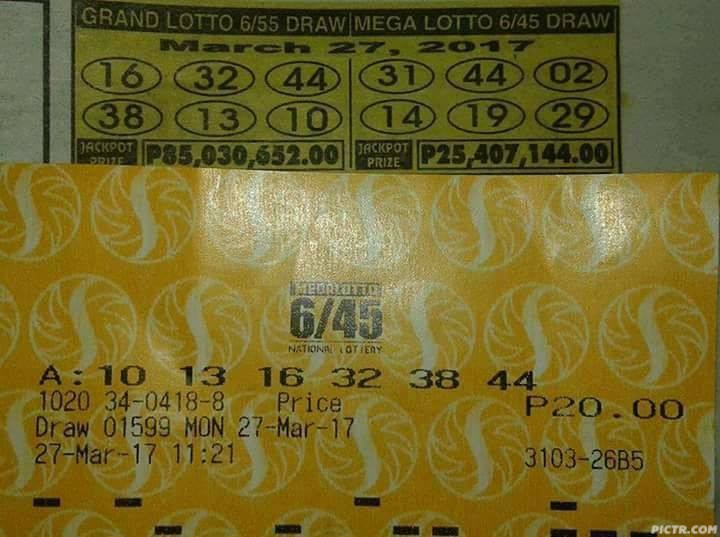 GRAND LOTTO 6/55 DRAW MEGA LOTTO 6/45 DRAW
March 27, 2017
16 32 44 31 44 02
38 13 10 14 19 29
JACKPOT PRIZE P85,030,652.00 JACKPOT PRIZE P25,407,144.00
MEGALOTTO
6/45
NATIONAL LOTTERY
A: 10 13 16 32 38 44
1020 34-0418-8 Price P20.00
Draw 01599 MON 27-Mar-17
27-Mar-17 11:21 3103-26B5
PICTR.COM